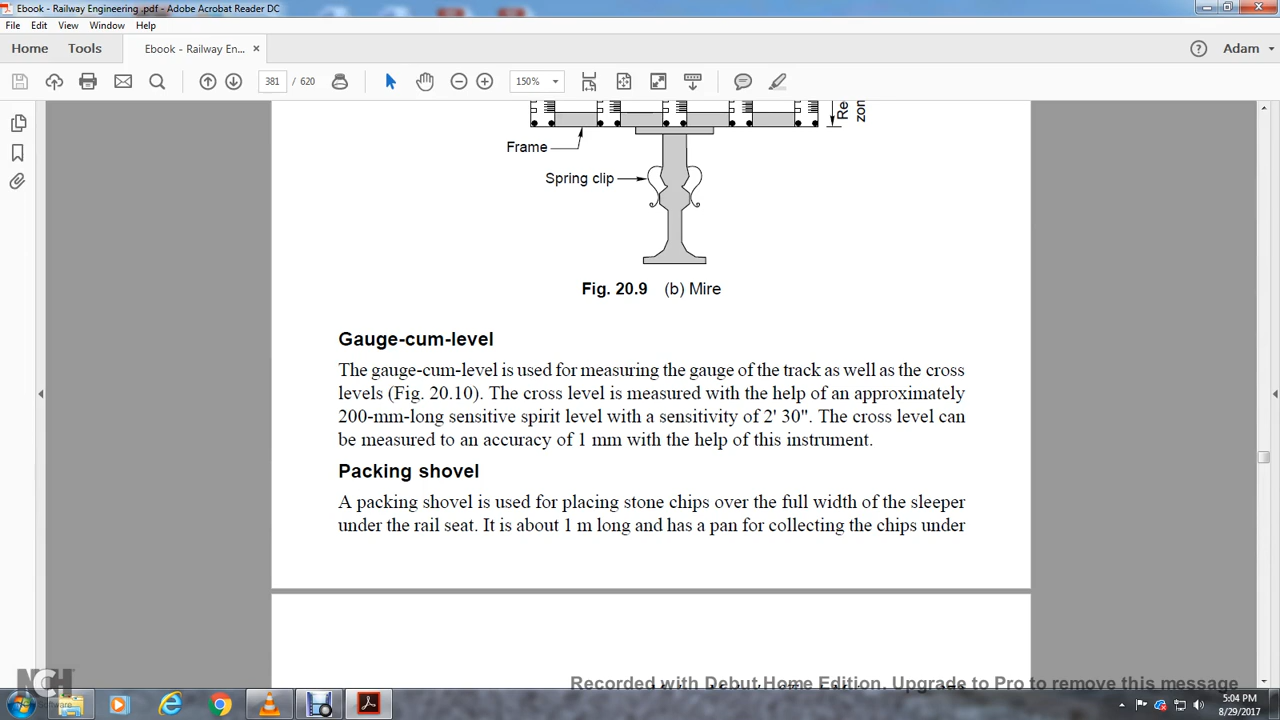 Ebook - Railway Engineering .pdf - Adobe Acrobat Reader DC
File Edit View Window Help
Home Tools Ebook - Railway En... × Adam
381 / 620 150%
Re
zon
Frame
Spring clip
Fig. 20.9 (b) Mire
Gauge-cum-level
The gauge-cum-level is used for measuring the gauge of the track as well as the cross
levels (Fig. 20.10). The cross level is measured with the help of an approximately
200-mm-long sensitive spirit level with a sensitivity of 2' 30". The cross level can
be measured to an accuracy of 1 mm with the help of this instrument.
Packing shovel
A packing shovel is used for placing stone chips over the full width of the sleeper
under the rail seat. It is about 1 m long and has a pan for collecting the chips under
NCH
Software
Recorded with Debut Home Edition. Upgrade to Pro to remove this message
5:04 PM
8/29/2017